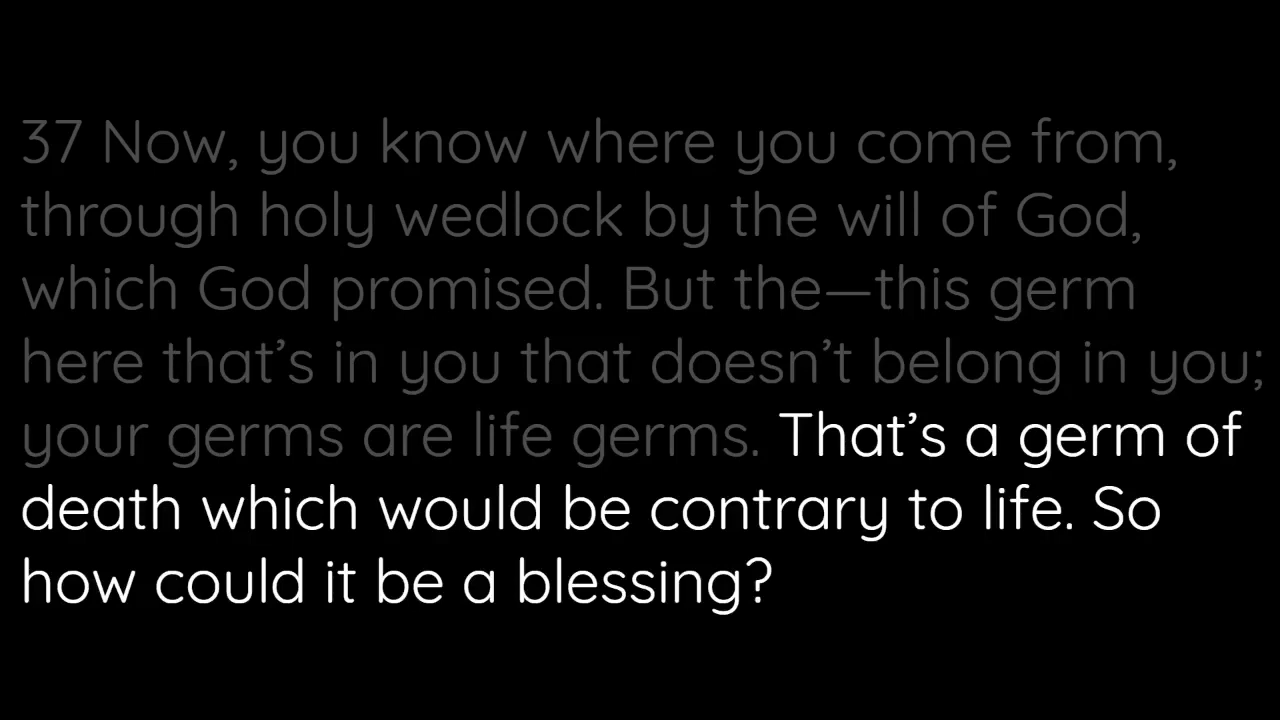 37 Now, you know where you come from,
through holy wedlock by the will of God,
which God promised. But the—this germ
here that’s in you that doesn’t belong in you;
your germs are life germs. That’s a germ of
death which would be contrary to life. So
how could it be a blessing?